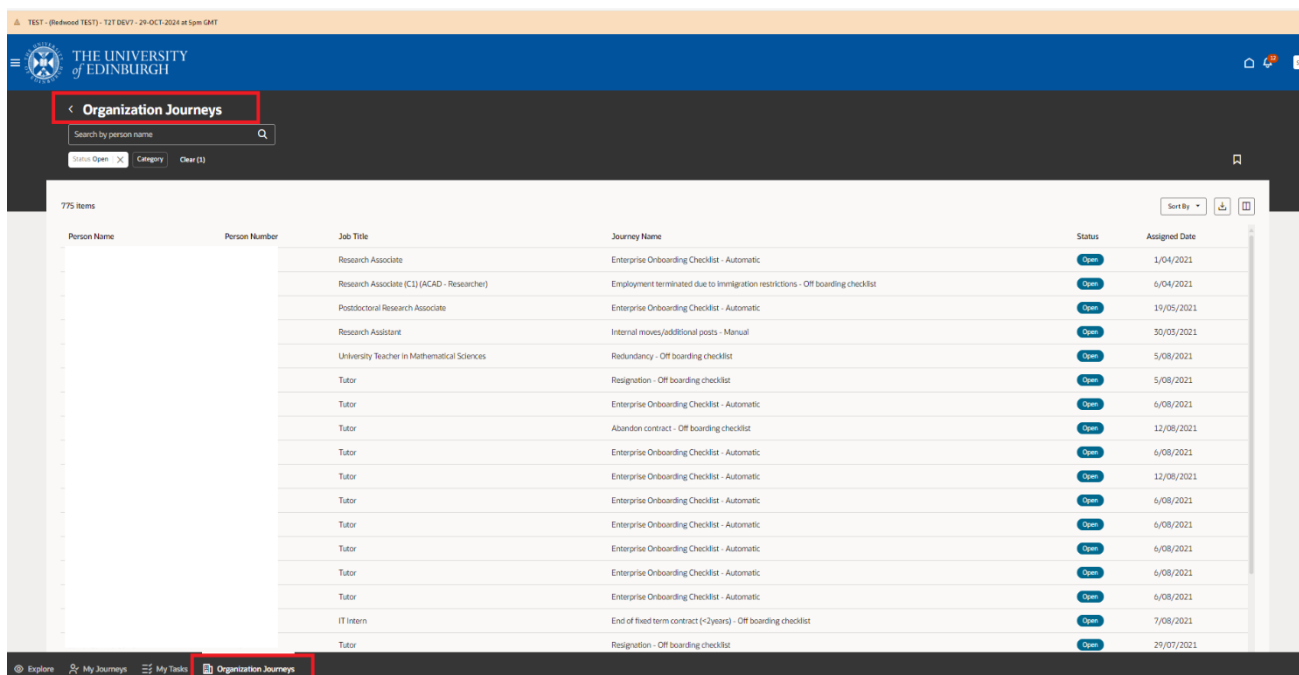 TEST - (Redwood TEST) - T2T DEV7 - 29-OCT-2024 at 5pm GMT
THE UNIVERSITY
of EDINBURGH
Organization Journeys
Search by person name
Status Open Category Clear (1)
775 items Sort By
Person Name Person Number Job Title Journey Name Status Assigned Date
Research Associate Enterprise Onboarding Checklist - Automatic Open 1/04/2021
Research Associate (C1) (ACAD - Researcher) Employment terminated due to immigration restrictions - Off boarding checklist Open 6/04/2021
Postdoctoral Research Associate Enterprise Onboarding Checklist - Automatic Open 19/05/2021
Research Assistant Internal moves/additional posts - Manual Open 30/03/2021
University Teacher in Mathematical Sciences Redundancy - Off boarding checklist Open 5/08/2021
Tutor Resignation - Off boarding checklist Open 5/08/2021
Tutor Enterprise Onboarding Checklist - Automatic Open 6/08/2021
Tutor Abandon contract - Off boarding checklist Open 12/08/2021
Tutor Enterprise Onboarding Checklist - Automatic Open 6/08/2021
Tutor Enterprise Onboarding Checklist - Automatic Open 12/08/2021
Tutor Enterprise Onboarding Checklist - Automatic Open 6/08/2021
Tutor Enterprise Onboarding Checklist - Automatic Open 6/08/2021
Tutor Enterprise Onboarding Checklist - Automatic Open 6/08/2021
Tutor Enterprise Onboarding Checklist - Automatic Open 6/08/2021
Tutor Enterprise Onboarding Checklist - Automatic Open 6/08/2021
IT Intern End of fixed term contract (<2years) - Off boarding checklist Open 7/08/2021
Tutor Resignation - Off boarding checklist Open 29/07/2021
Explore My Journeys My Tasks Organization Journeys